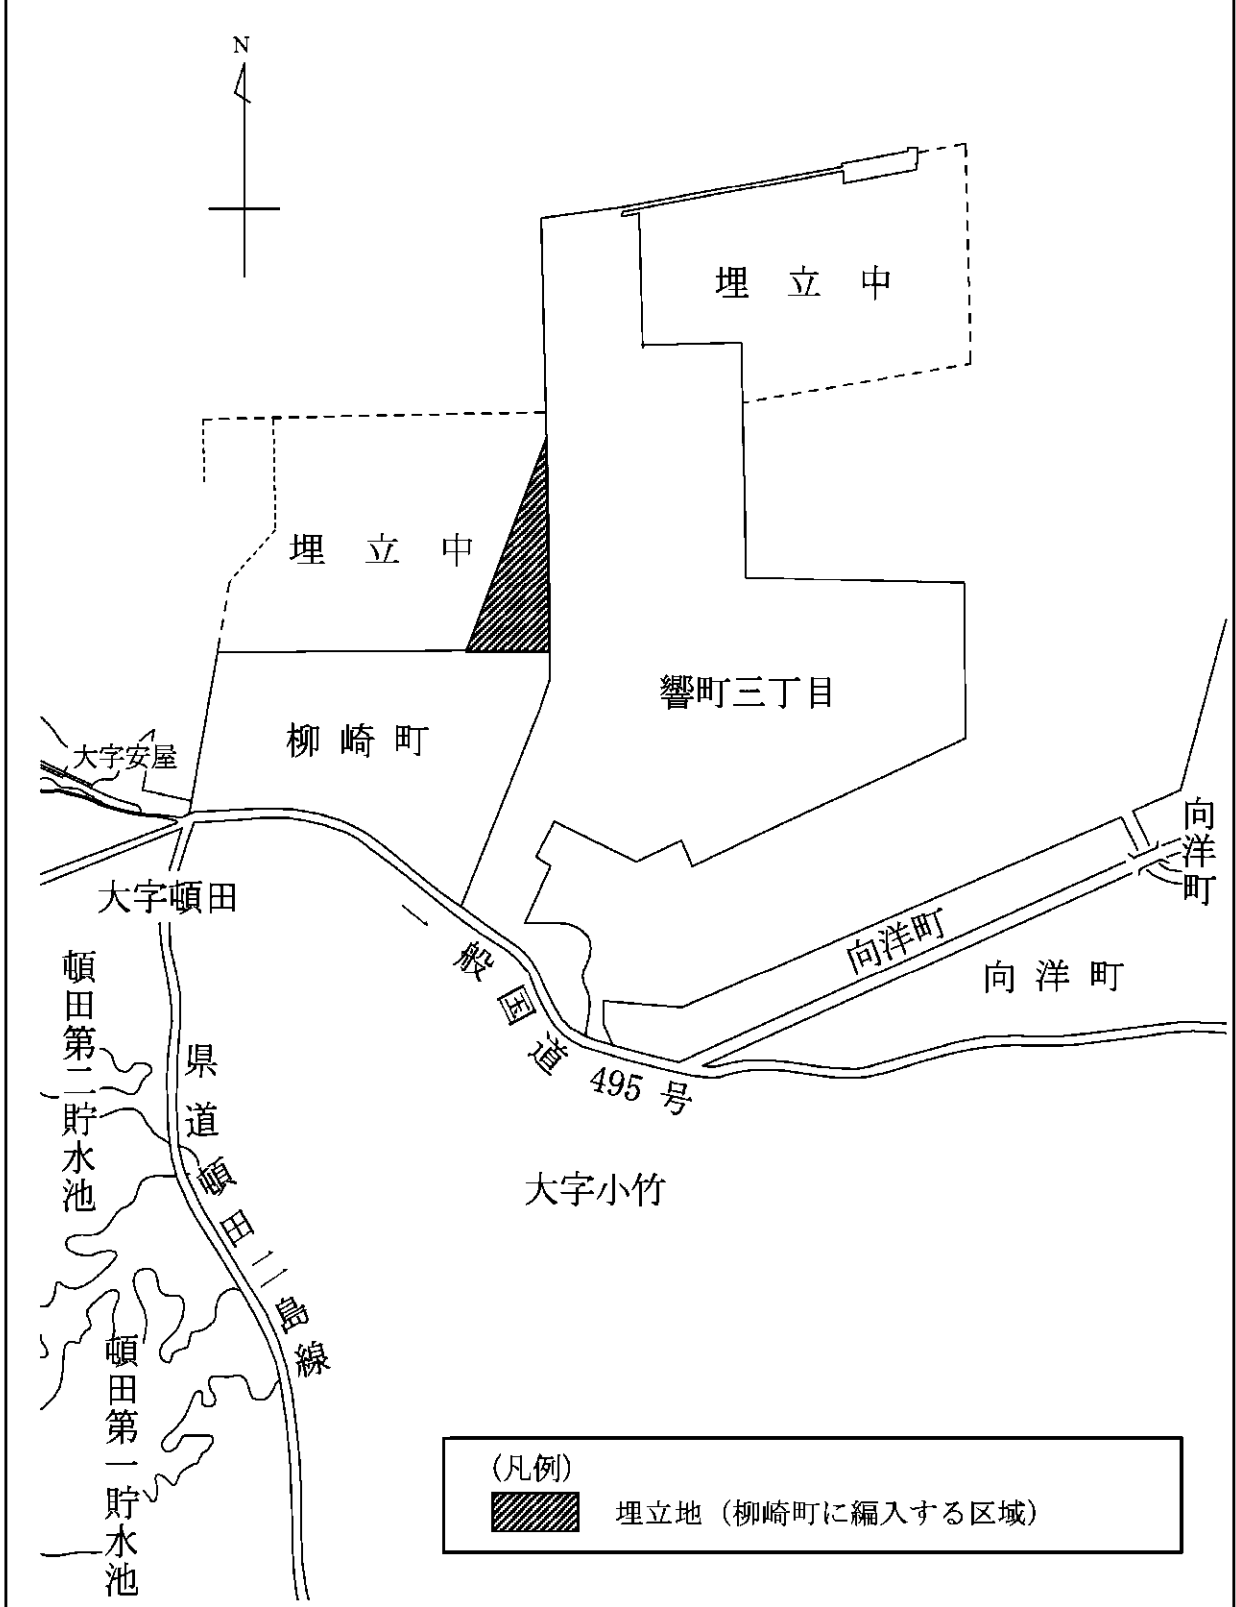 N
埋立中
埋立中
響町三丁目
柳崎町
大字安屋
向洋町
大字頓田
向洋町
向洋町
一般国道495号
頓田第二貯水池
県道頓田二島線
大字小竹
頓田第一貯水池
(凡例)
埋立地（柳崎町に編入する区域）